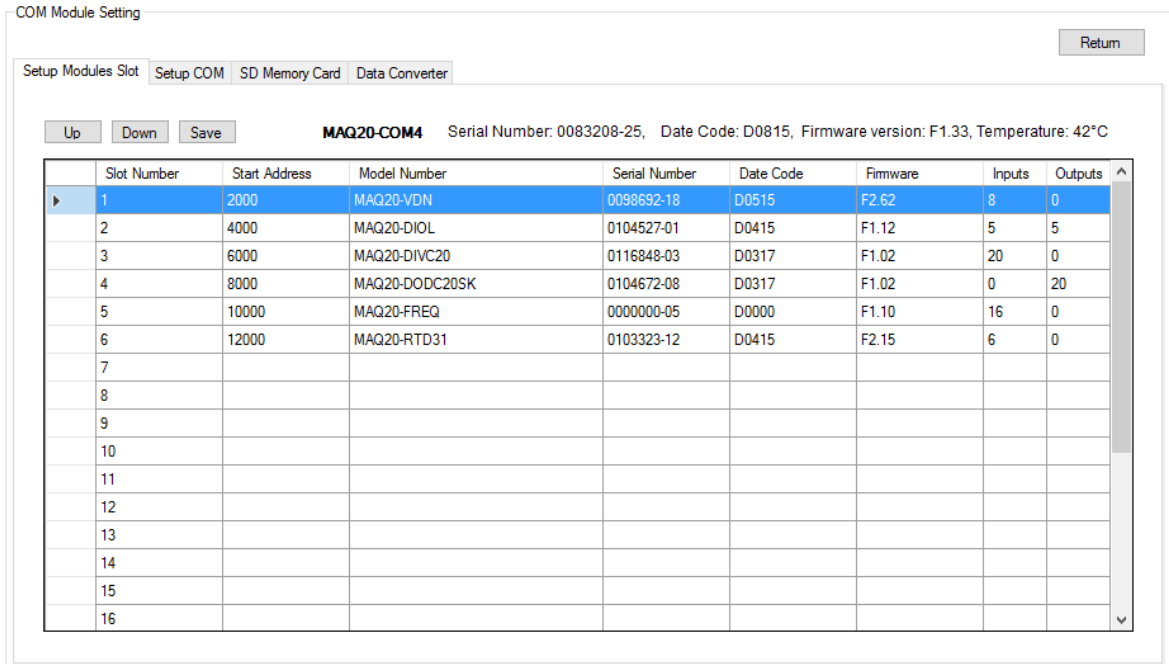 COM Module Setting
Return
Setup Modules Slot Setup COM SD Memory Card Data Converter
Up Down Save MAQ20-COM4 Serial Number: 0083208-25, Date Code: D0815, Firmware version: F1.33, Temperature: 42°C
Slot Number Start Address Model Number Serial Number Date Code Firmware Inputs Outputs
1 2000 MAQ20-VDN 0098692-18 D0515 F2.62 8 0
2 4000 MAQ20-DIOL 0104527-01 D0415 F1.12 5 5
3 6000 MAQ20-DIVC20 0116848-03 D0317 F1.02 20 0
4 8000 MAQ20-DODC20SK 0104672-08 D0317 F1.02 0 20
5 10000 MAQ20-FREQ 0000000-05 D0000 F1.10 16 0
6 12000 MAQ20-RTD31 0103323-12 D0415 F2.15 6 0
7
8
9
10
11
12
13
14
15
16